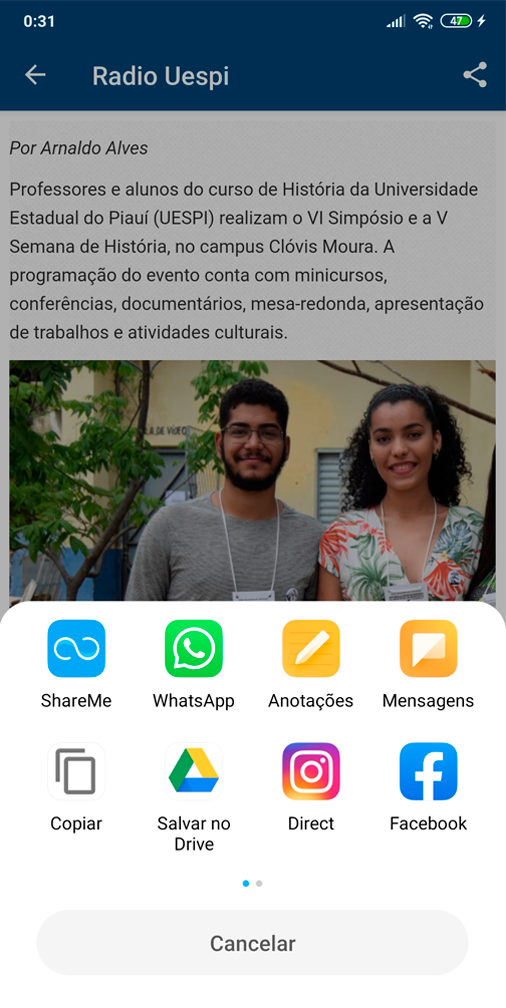 0:31
47
Radio Uespi
Por Arnaldo Alves
Professores e alunos do curso de História da Universidade
Estadual do Piauí (UESPI) realizam o VI Simpósio e a V
Semana de História, no campus Clóvis Moura. A
programação do evento conta com minicursos,
conferências, documentários, mesa-redonda, apresentação
de trabalhos e atividades culturais.
DE VÍDEO
ShareMe
WhatsApp
Anotações
Mensagens
Copiar
Salvar no
Drive
Direct
Facebook
Cancelar